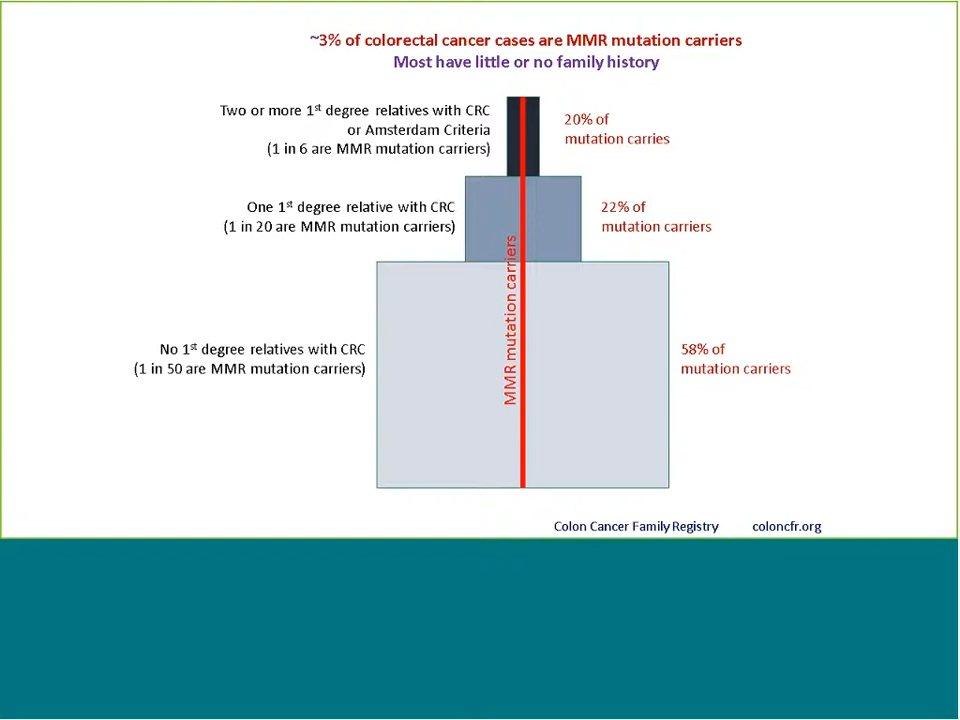 ~3% of colorectal cancer cases are MMR mutation carriers
Most have little or no family history
Two or more 1st degree relatives with CRC
or Amsterdam Criteria
(1 in 6 are MMR mutation carriers)
20% of
mutation carries
One 1st degree relative with CRC
(1 in 20 are MMR mutation carriers)
22% of
mutation carriers
MMR mutation carriers
No 1st degree relatives with CRC
(1 in 50 are MMR mutation carriers)
58% of
mutation carriers
Colon Cancer Family Registry coloncfr.org